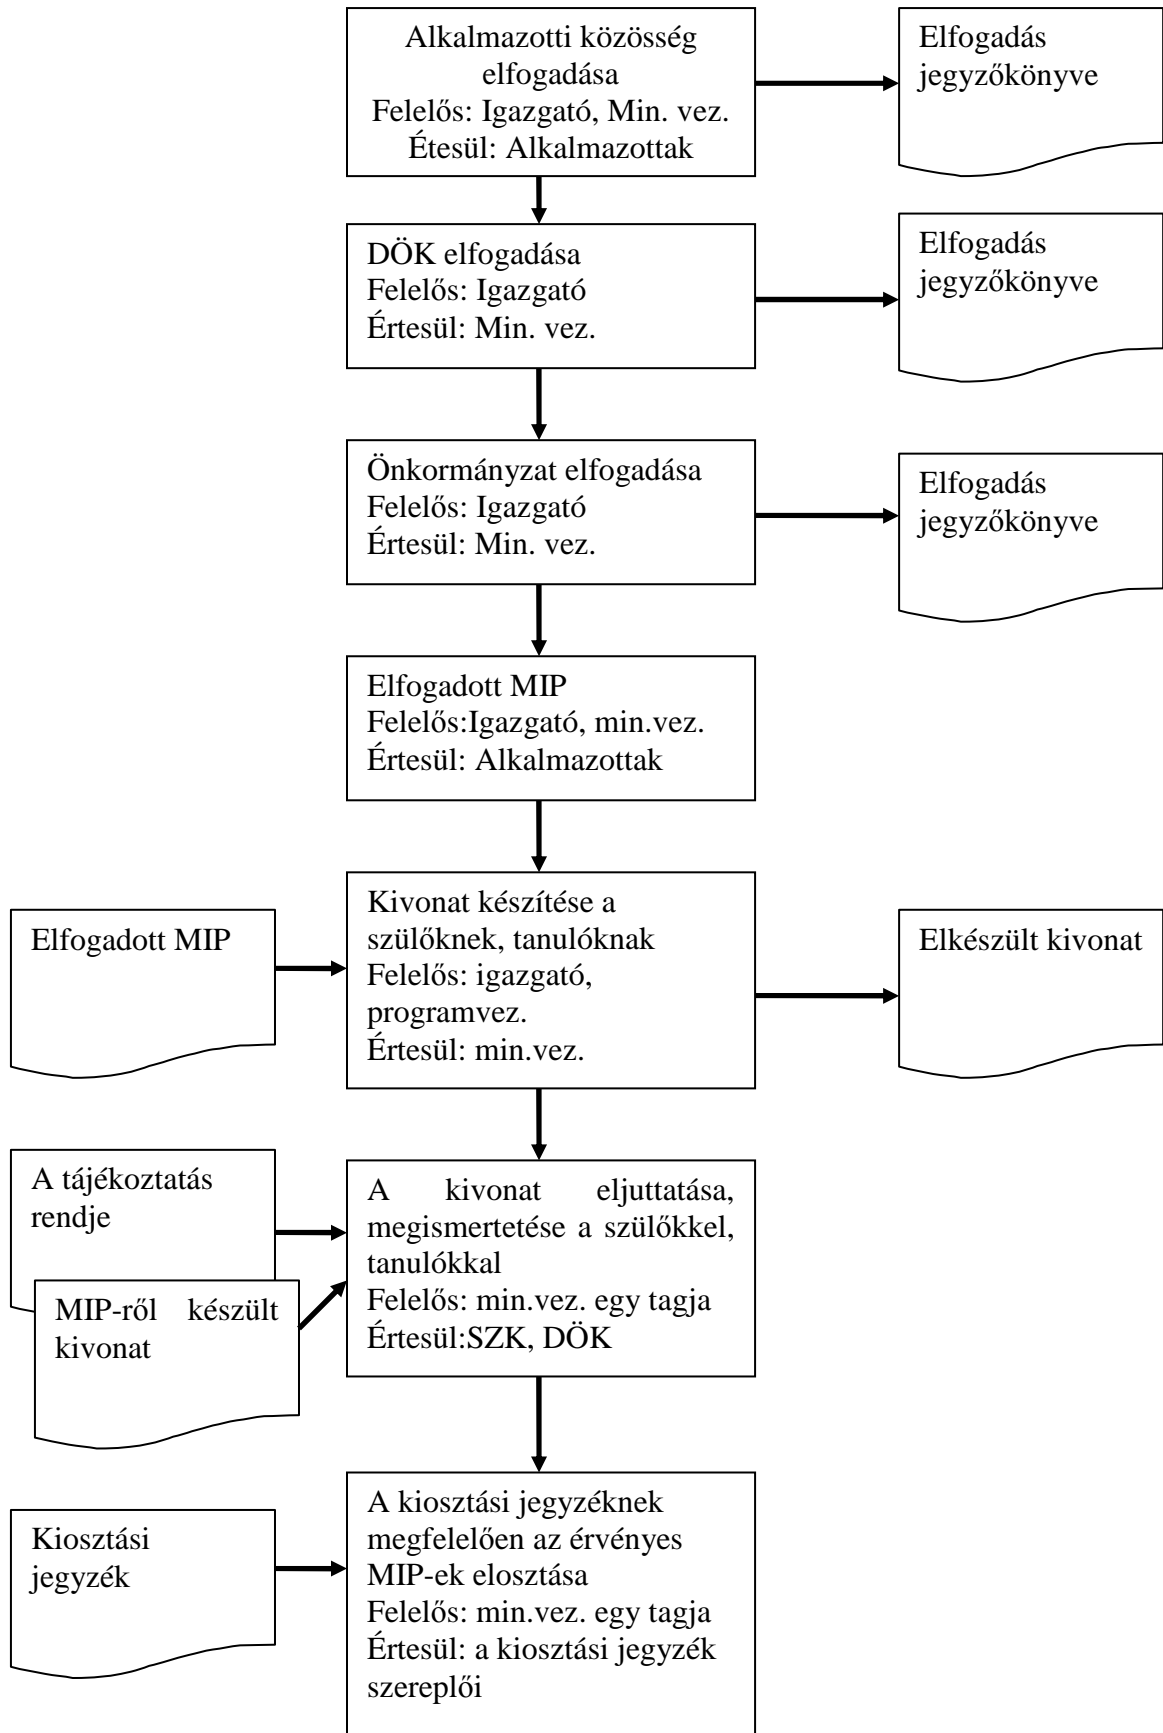 Alkalmazotti közösség
elfogadása
Felelős: Igazgató, Min. vez.
Étesül: Alkalmazottak
Elfogadás
jegyzőkönyve
DÖK elfogadása
Felelős: Igazgató
Értesül: Min. vez.
Elfogadás
jegyzőkönyve
Önkormányzat elfogadása
Felelős: Igazgató
Értesül: Min. vez.
Elfogadás
jegyzőkönyve
Elfogadott MIP
Felelős:Igazgató, min.vez.
Értesül: Alkalmazottak
Elfogadott MIP
Kivonat készítése a
szülőknek, tanulóknak
Felelős: igazgató,
programvez.
Értesül: min.vez.
Elkészült kivonat
A tájékoztatás
rendje
MIP-ről készült
kivonat
A kivonat eljuttatása,
megismertetése a szülőkkel,
tanulókkal
Felelős: min.vez. egy tagja
Értesül:SZK, DÖK
Kiosztási
jegyzék
A kiosztási jegyzéknek
megfelelően az érvényes
MIP-ek elosztása
Felelős: min.vez. egy tagja
Értesül: a kiosztási jegyzék
szereplői